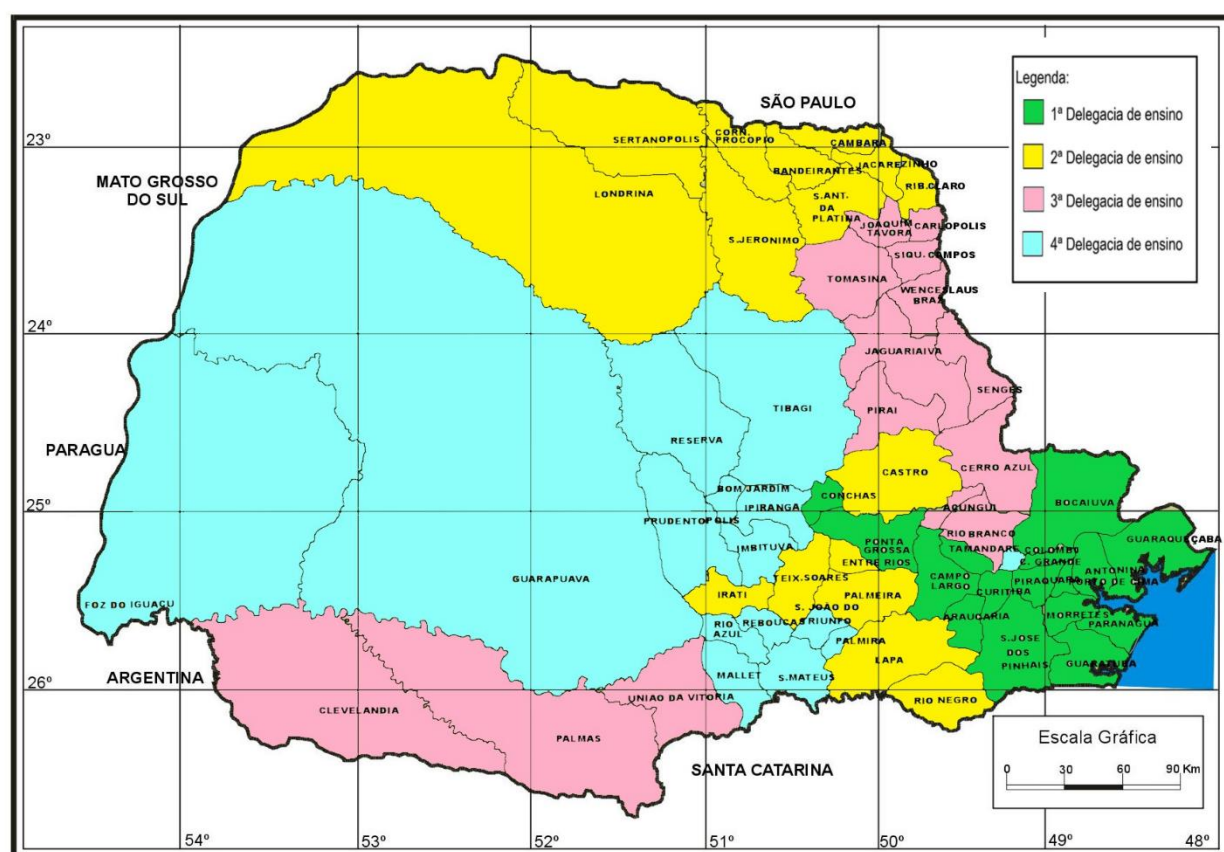 Legenda:
1ª Delegacia de ensino
2ª Delegacia de ensino
3ª Delegacia de ensino
4ª Delegacia de ensino
SÃO PAULO
MATO GROSSO
DO SUL
PARAGUA
ARGENTINA
SANTA CATARINA
23º
24º
25º
26º
54º
53º
52º
51º
50º
49º
48º
SERTANOPOLIS
CORN.
PROCOPIO
CAMBARA
BANDEIRANTES
JACAREZINHO
RIB.CLARO
LONDRINA
S.ANT.
DA
PLATINA
S.JERONIMO
JOAQUIM
TAVORA
CARLOPOLIS
SIQU.CAMPOS
TOMASINA
WENCESLAUS
BRAZ
JAGUARIAIVA
SENGES
PIRAI
TIBAGI
RESERVA
CASTRO
CERRO AZUL
CONCHAS
BOM JARDIM
IPIRANGA
PRUDENTOPOLIS
IMBITUVA
AÇUNGUI
RIO BRANCO
BOCAIUVA
GUARAQUEÇABA
PONTA
GROSSA
TAMANDARE
COLOMBO
C. GRANDE
ENTRE RIOS
ANTONINA
PORTO DE CIMA
PIRAQUARA
CAMPO
LARGO
CURITIBA
TEIX.SOARES
IRATI
PALMEIRA
GUARAPUAVA
FOZ DO IGUAÇU
S. JOÃO DO
TRIUNFO
RIO
AZUL
REBOUÇAS
PALMIRA
ARAUCARIA
MORRETES
PARANAGUA
S.JOSE
DOS
PINHAIS
GUARATUBA
LAPA
MALLET
S.MATEUS
RIO NEGRO
UNIAO DA VITORIA
CLEVELANDIA
PALMAS
Escala Gráfica
0 30 60 90 Km